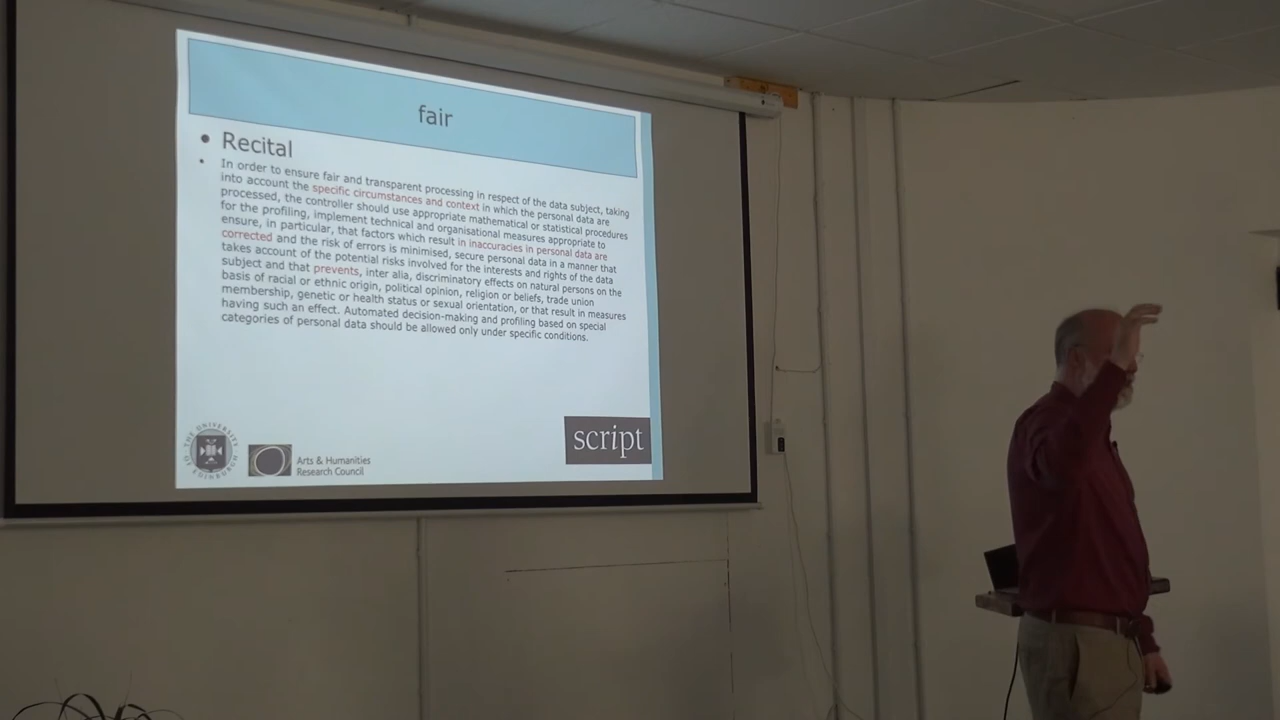 fair
• Recital
• In order to ensure fair and transparent processing in respect of the data subject, taking
into account the specific circumstances and context in which the personal data are
processed, the controller should use appropriate mathematical or statistical procedures
for the profiling, implement technical and organisational measures appropriate to
ensure, in particular, that factors which result in inaccuracies in personal data are
corrected and the risk of errors is minimised, secure personal data in a manner that
takes account of the potential risks involved for the interests and rights of the data
subject and that prevents, inter alia, discriminatory effects on natural persons on the
basis of racial or ethnic origin, political opinion, religion or beliefs, trade union
membership, genetic or health status or sexual orientation, or that result in measures
having such an effect. Automated decision-making and profiling based on special
categories of personal data should be allowed only under specific conditions.
THE UNIVERSITY OF EDINBURGH
Arts & Humanities
Research Council
script